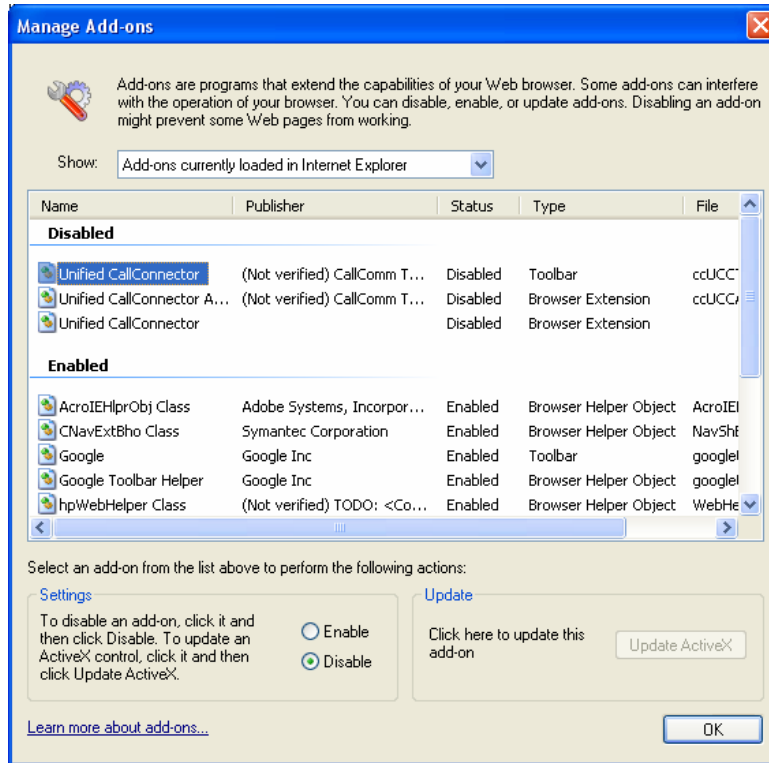 Manage Add-ons
Add-ons are programs that extend the capabilities of your Web browser. Some add-ons can interfere
with the operation of your browser. You can disable, enable, or update add-ons. Disabling an add-on
might prevent some Web pages from working.
Show: Add-ons currently loaded in Internet Explorer
Name Publisher Status Type File
Disabled
Unified CallConnector (Not verified) CallComm T... Disabled Toolbar ccUCCT
Unified CallConnector A... (Not verified) CallComm T... Disabled Browser Extension ccUCCA
Unified CallConnector Disabled Browser Extension
Enabled
AcroIEHlprObj Class Adobe Systems, Incorpor... Enabled Browser Helper Object AcroIEH
CNavExtBho Class Symantec Corporation Enabled Browser Helper Object NavShE
Google Google Inc Enabled Toolbar google
Google Toolbar Helper Google Inc Enabled Browser Helper Object google
hpWebHelper Class (Not verified) TODO: <Co... Enabled Browser Helper Object WebHe
Select an add-on from the list above to perform the following actions:
Settings
To disable an add-on, click it and
then click Disable. To update an
ActiveX control, click it and then
click Update ActiveX.
Enable
Disable
Update
Click here to update this
add-on
Update ActiveX
Learn more about add-ons...
OK